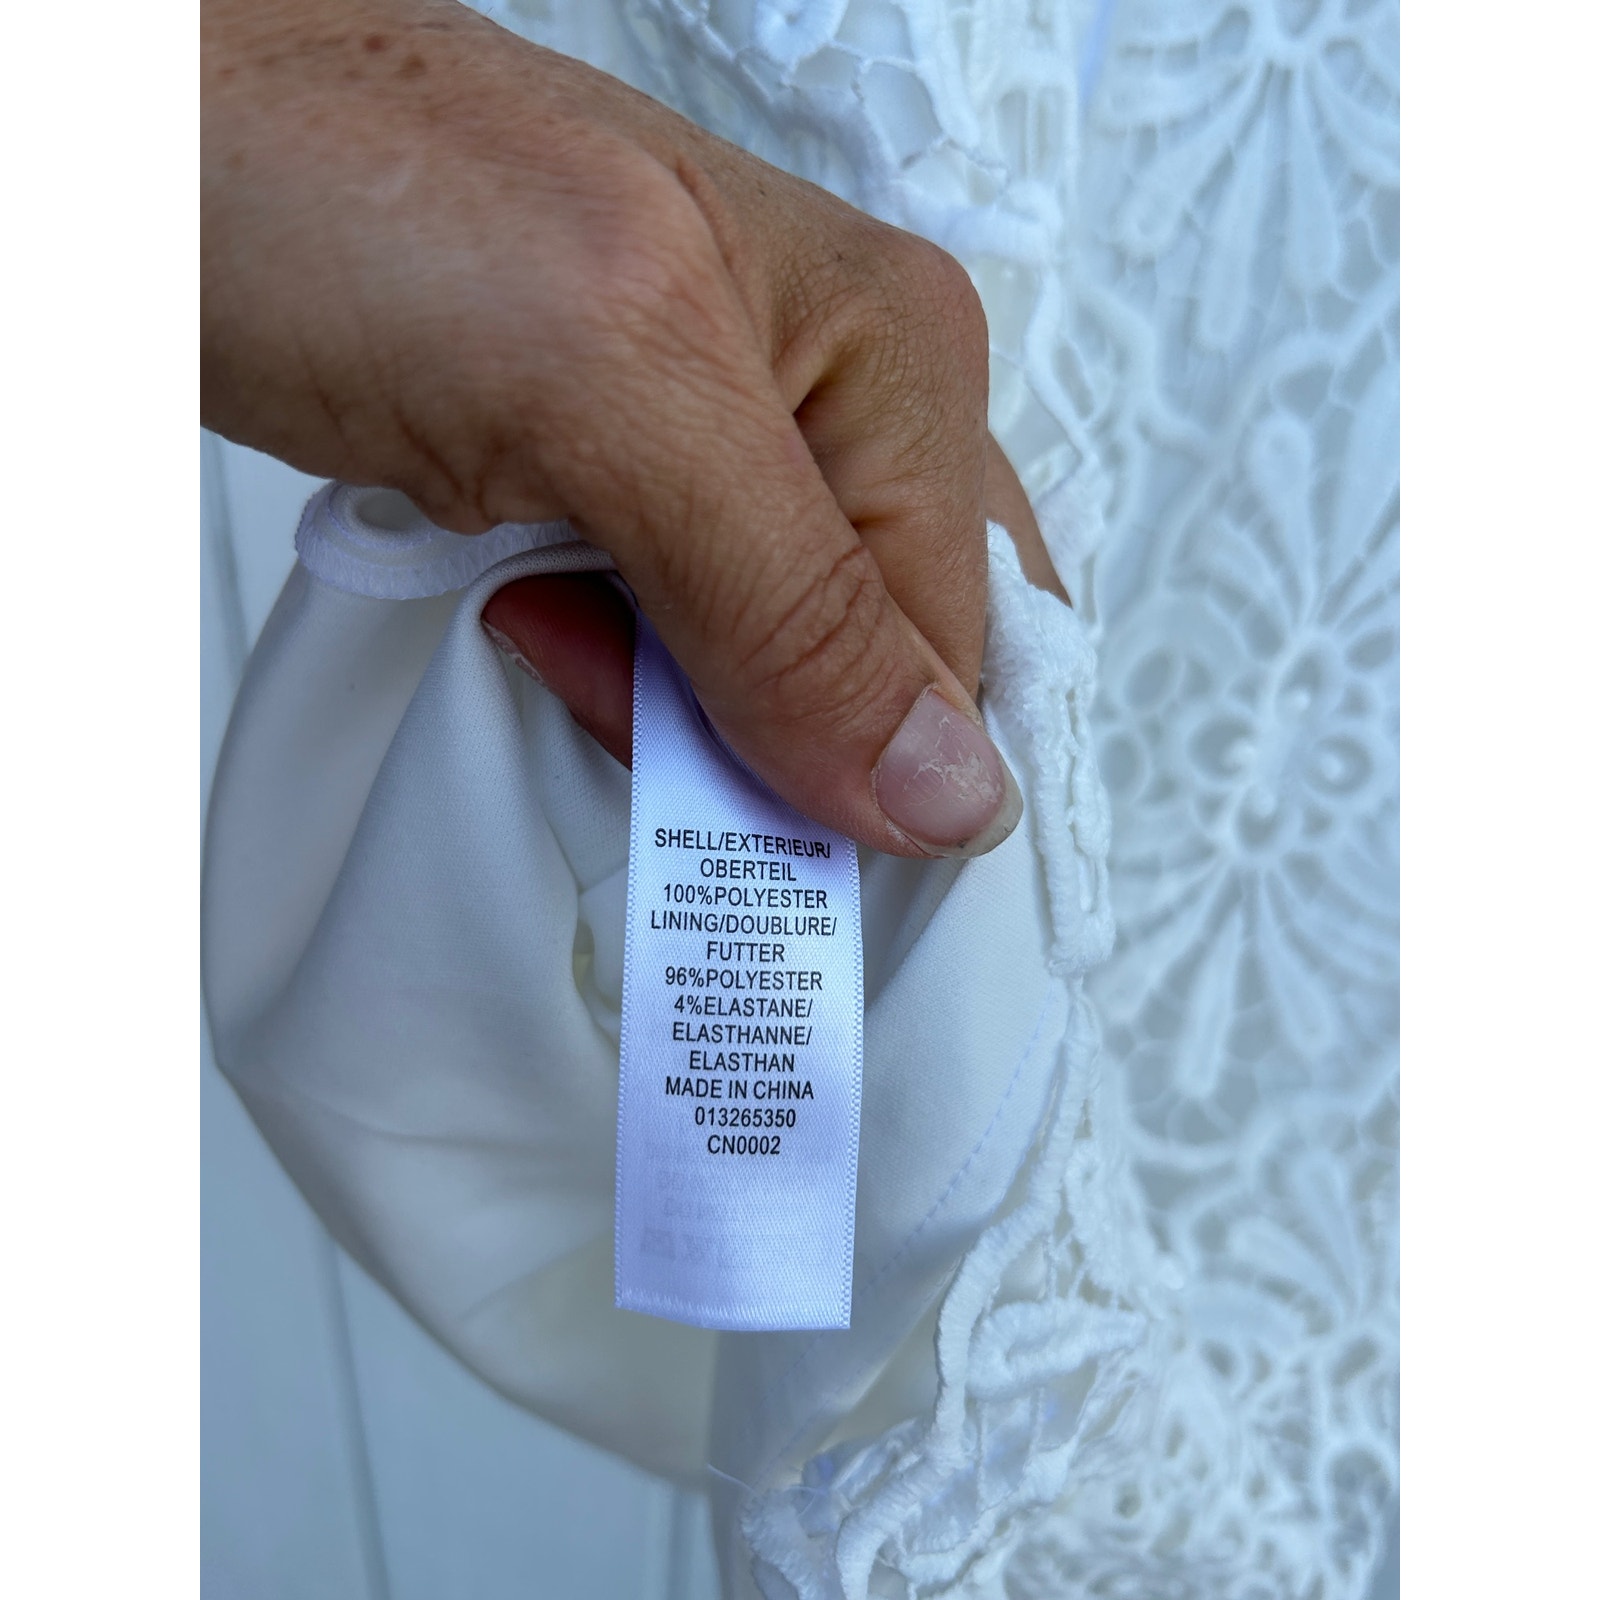 SHELL/EXTERIEUR/
OBERTEIL
100%POLYESTER
LINING/DOUBLURE/
FUTTER
96%POLYESTER
4%ELASTANE/
ELASTHANNE/
ELASTHAN
MADE IN CHINA
013265350
CN0002